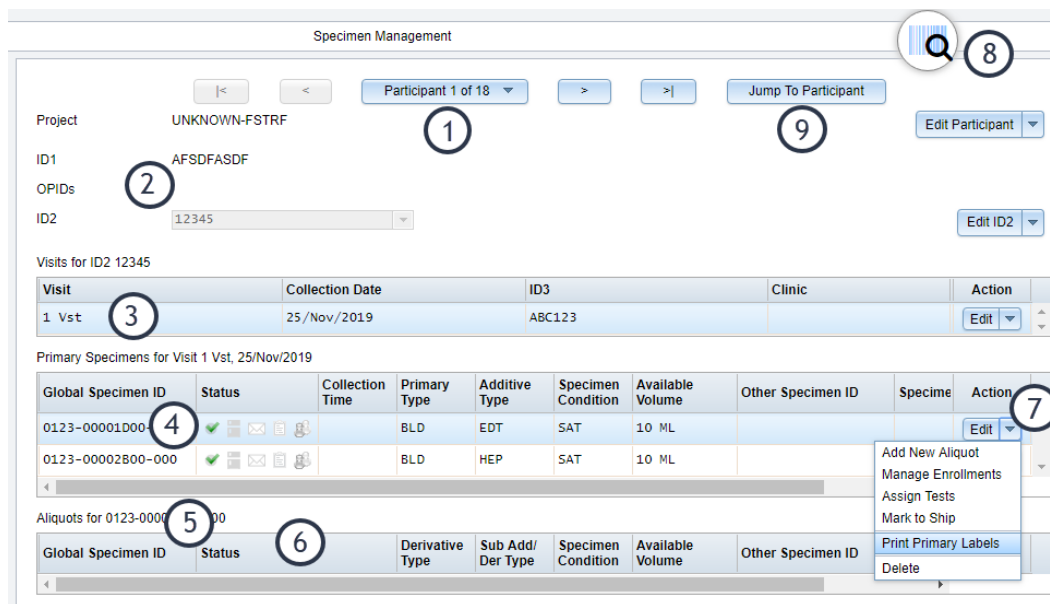 Specimen Management
8
|< < Participant 1 of 18 > >| Jump To Participant
1 9
Project UNKNOWN-FSTRF Edit Participant
ID1 AFSDFASDF
2
OPIDs
ID2 12345 Edit ID2
Visits for ID2 12345
Visit Collection Date ID3 Clinic Action
1 Vst 3 25/Nov/2019 ABC123 Edit
Primary Specimens for Visit 1 Vst, 25/Nov/2019
Global Specimen ID Status Collection Time Primary Type Additive Type Specimen Condition Available Volume Other Specimen ID Specime Action
7
0123-00001D00- 4 BLD EDT SAT 10 ML Edit
0123-00002B00-000 BLD HEP SAT 10 ML
Add New Aliquot
Manage Enrollments
Assign Tests
Mark to Ship
Print Primary Labels
Delete
Aliquots for 0123-0000 5 00
6
Global Specimen ID Status Derivative Type Sub Add/ Der Type Specimen Condition Available Volume Other Specimen ID